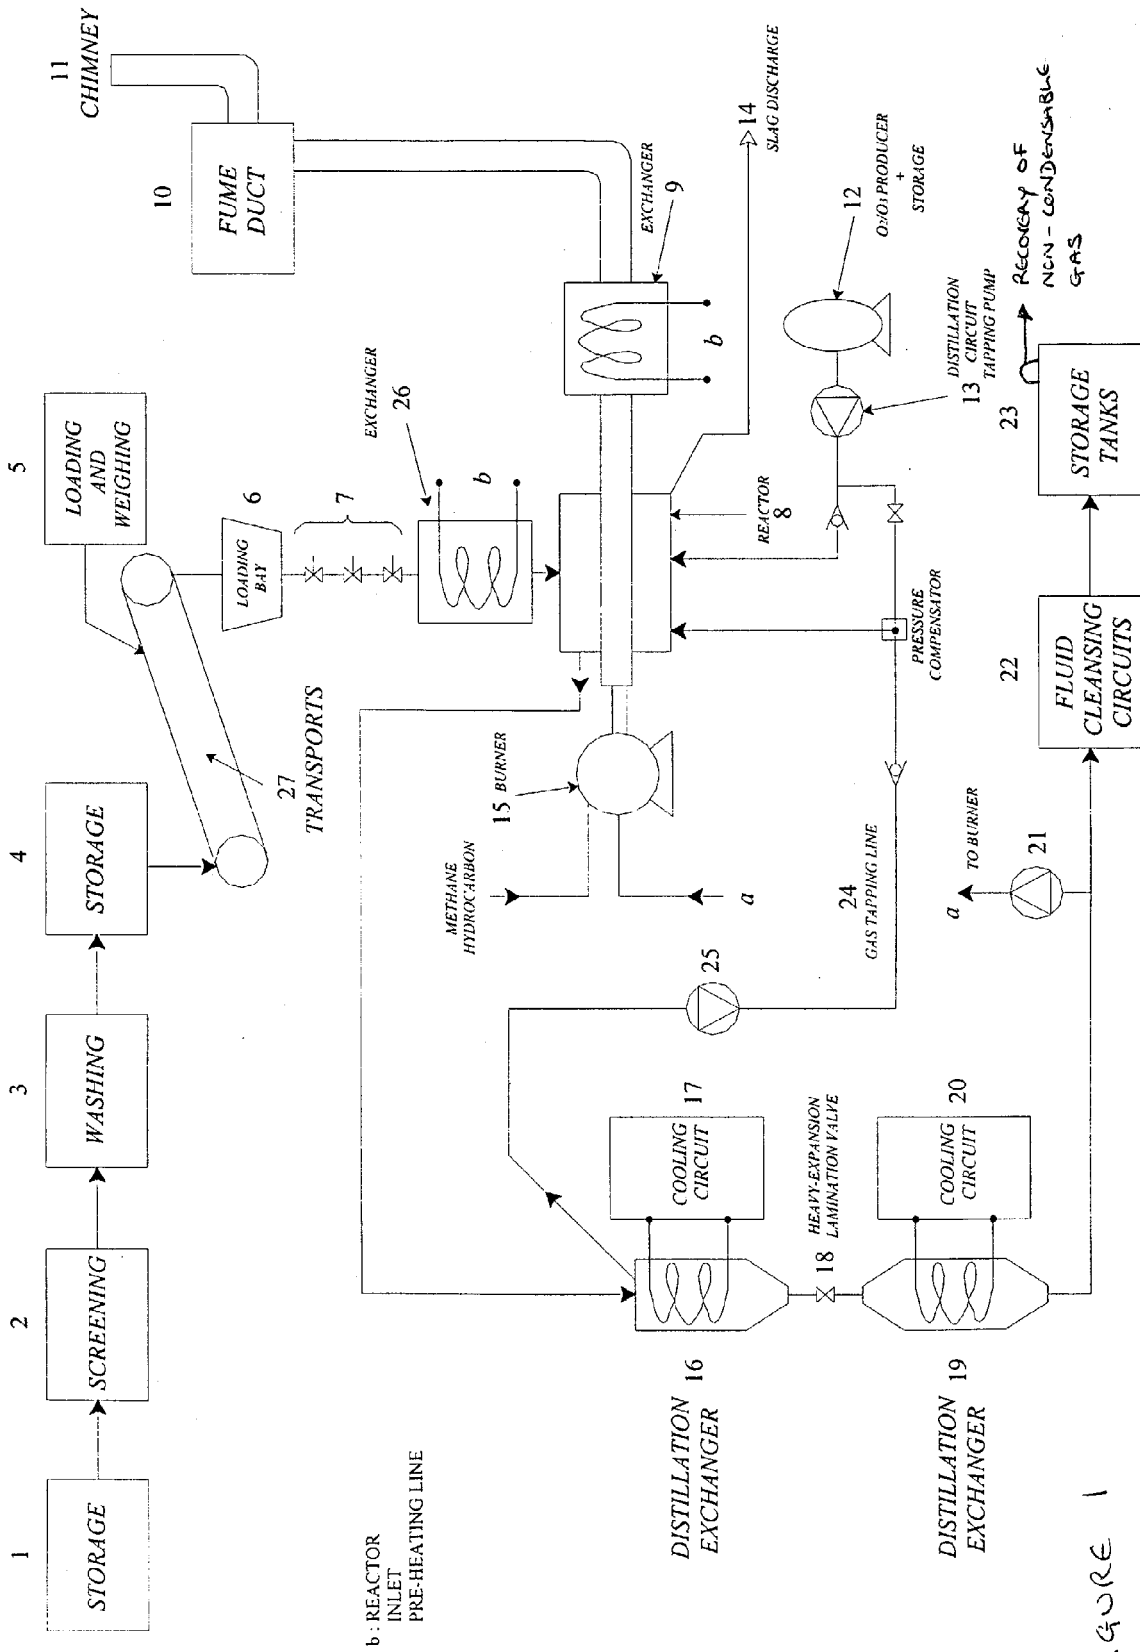 1
STORAGE
2
SCREENING
3
WASHING
4
STORAGE
5
LOADING
AND
WEIGHING
27
TRANSPORTS
6
LOADING
BAY
7
EXCHANGER
26
b
10
FUME
DUCT
11
CHIMNEY
EXCHANGER
9
b
REACTOR
8
14
SLAG DISCHARGE
12
O2/O3 PRODUCER
+
STORAGE
13
DISTILLATION
CIRCUIT
TAPPING PUMP
PRESSURE
COMPENSATOR
15 BURNER
METHANE
HYDROCARBON
a
24
GAS TAPPING LINE
25
b : REACTOR
INLET
PRE-HEATING LINE
DISTILLATION
EXCHANGER
16
17
COOLING
CIRCUIT
18
HEAVY-EXPANSION
LAMINATION VALVE
DISTILLATION
EXCHANGER
19
20
COOLING
CIRCUIT
a
TO BURNER
21
22
FLUID
CLEANSING
CIRCUITS
23
STORAGE
TANKS
RECOVERY OF
NON-CONDENSABLE
GAS
IGURE 1